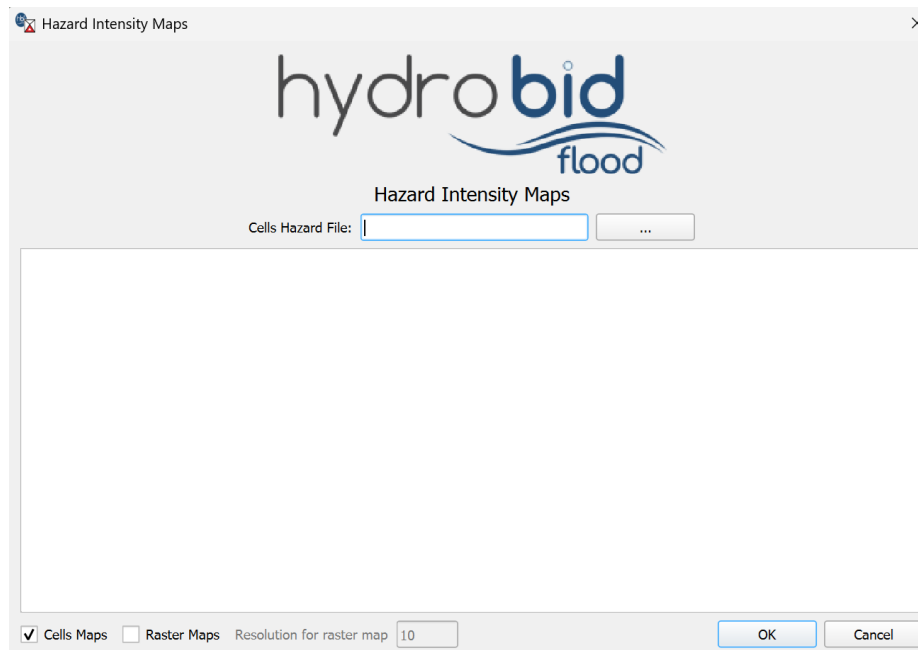 Hazard Intensity Maps
hydrobid
flood
Hazard Intensity Maps
Cells Hazard File: ...
Cells Maps Raster Maps Resolution for raster map 10 OK Cancel